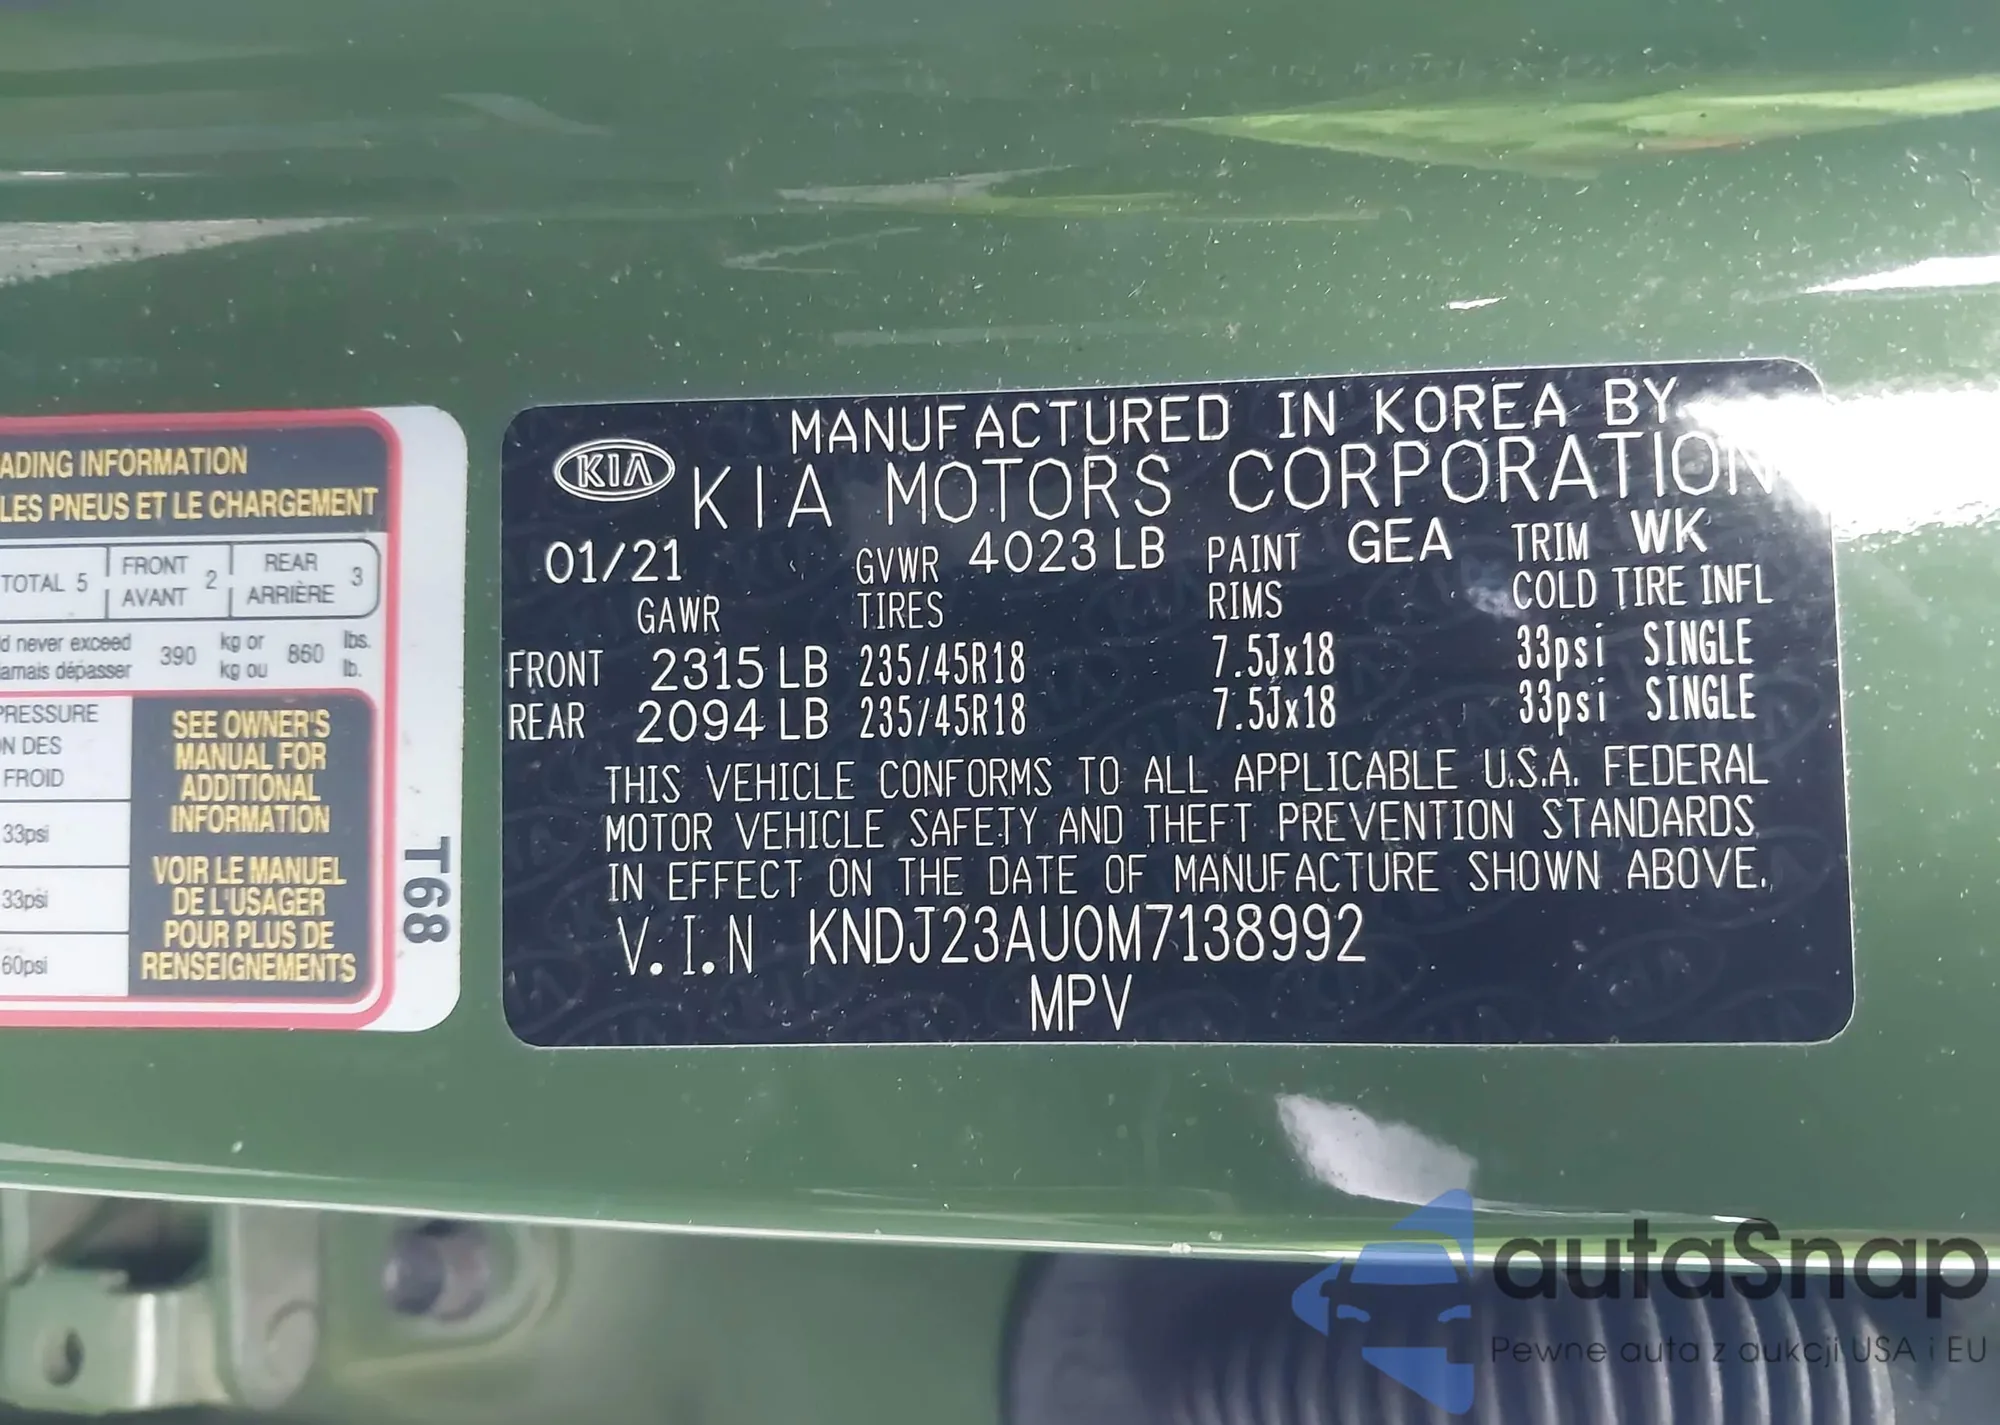 ADING INFORMATION
LES PNEUS ET LE CHARGEMENT
TOTAL 5
FRONT
AVANT
2
REAR
ARRIÈRE
3
never exceed
amais dépasser
390
kg or
kg ou
860
lbs.
lb.
PRESSURE
N DES
FROID
33psi
33psi
60psi
SEE OWNER'S
MANUAL FOR
ADDITIONAL
INFORMATION
VOIR LE MANUEL
DE L'USAGER
POUR PLUS DE
RENSEIGNEMENTS
T68
MANUFACTURED IN KOREA BY
KIA
KIA MOTORS CORPORATION
01/21 GVWR 4023 LB PAINT GEA TRIM WK
GAWR TIRES RIMS COLD TIRE INFL
FRONT 2315 LB 235/45R18 7.5Jx18 33psi SINGLE
REAR 2094 LB 235/45R18 7.5Jx18 33psi SINGLE
THIS VEHICLE CONFORMS TO ALL APPLICABLE U.S.A. FEDERAL
MOTOR VEHICLE SAFETY AND THEFT PREVENTION STANDARDS
IN EFFECT ON THE DATE OF MANUFACTURE SHOWN ABOVE.
V.I.N KNDJ23AU0M7138992
MPV
autaSnap
Pewne auta z aukcji USA i EU